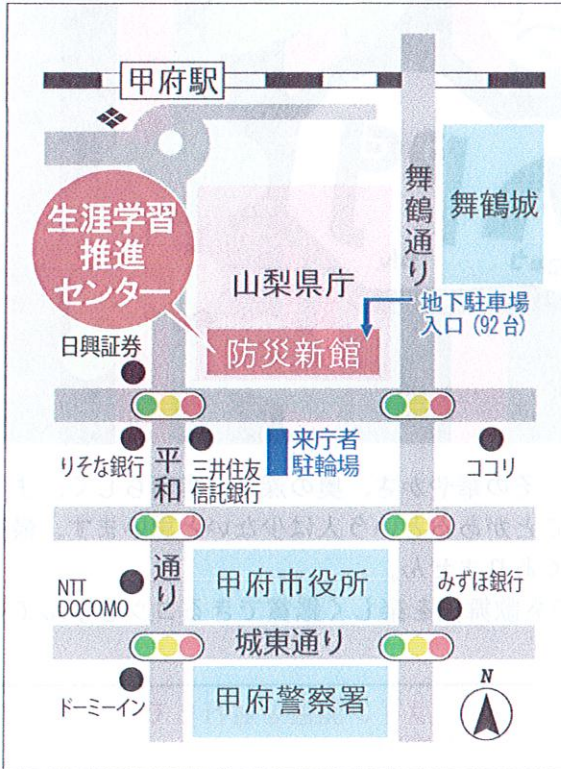 甲府駅
舞鶴通り
舞鶴城
生涯学習
推進
センター
山梨県庁
地下駐車場
入口（92台）
防災新館
日興証券
りそな銀行
平和
三井住友
信託銀行
来庁者
駐輪場
ココリ
通り
NTT
DOCOMO
甲府市役所
みずほ銀行
城東通り
ドーミーイン
甲府警察署
N